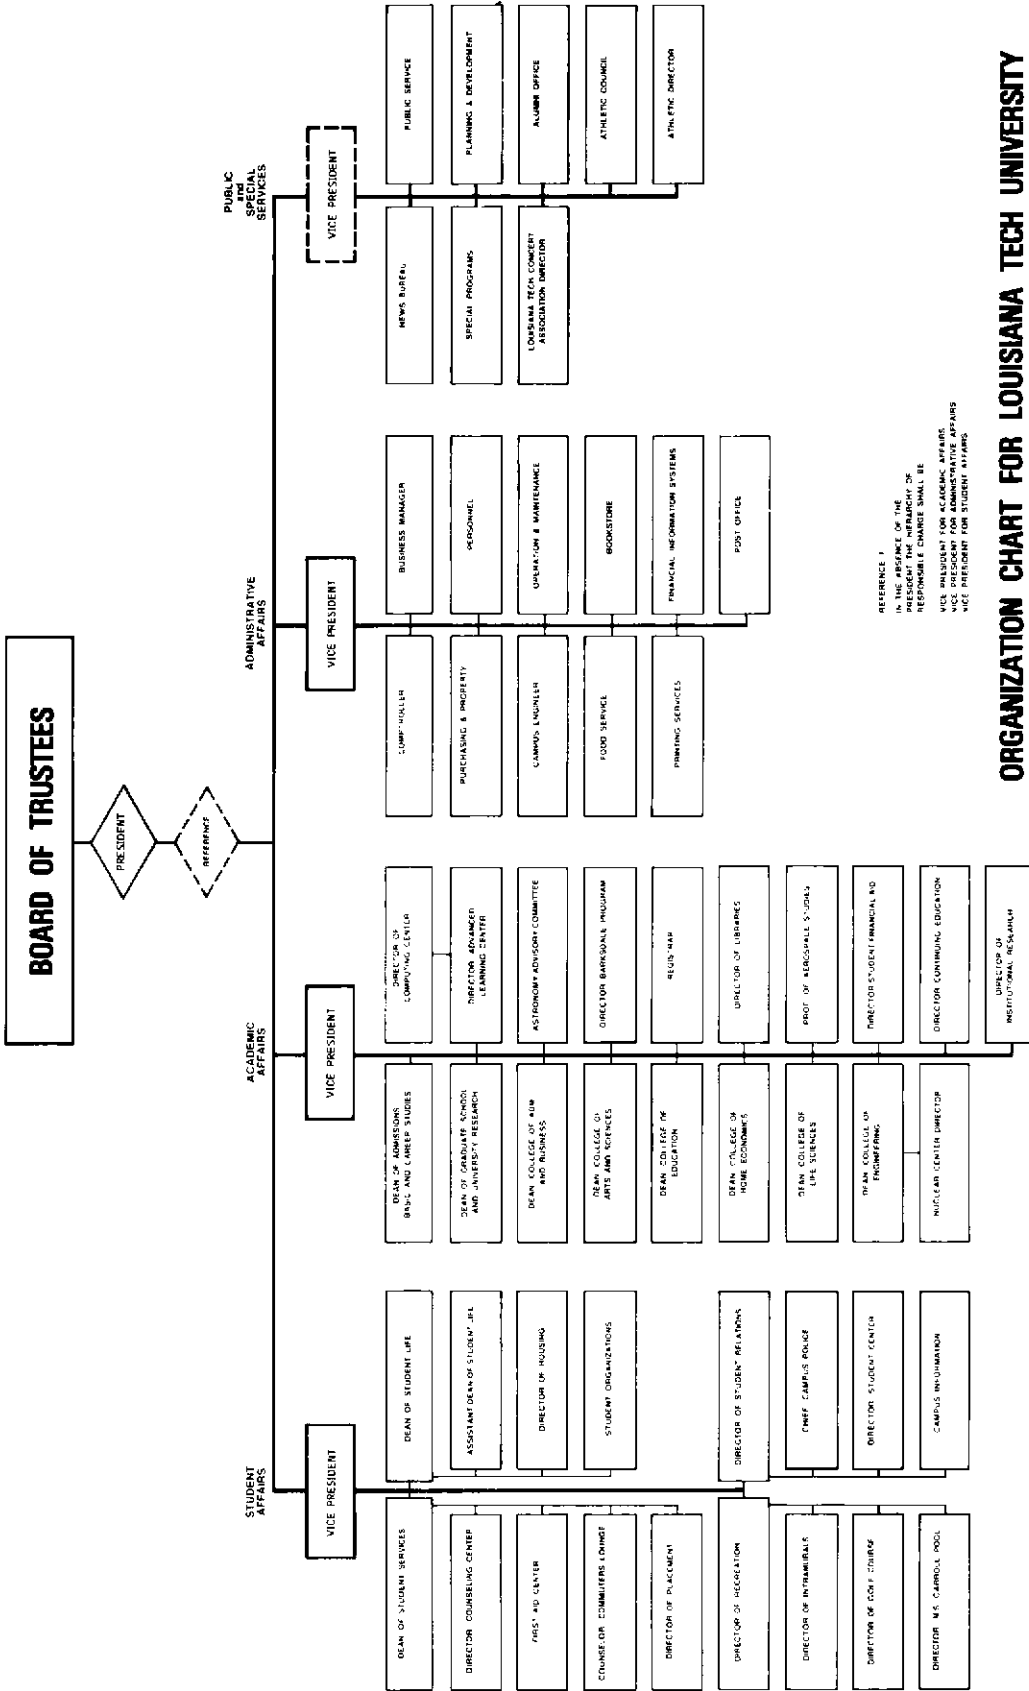 BOARD OF TRUSTEES
PRESIDENT
REFERENCE
STUDENT
AFFAIRS
VICE PRESIDENT
DEAN OF STUDENT SERVICES
DIRECTOR COUNSELING CENTER
FIRST AID CENTER
COUNSELOR COMMUTERS LOUNGE
DIRECTOR OF PLACEMENT
DEAN OF STUDENT LIFE
ASSISTANT DEAN OF STUDENT LIFE
DIRECTOR OF HOUSING
STUDENT ORGANIZATIONS
DIRECTOR OF RECREATION
DIRECTOR OF INTRAMURALS
DIRECTOR OF GOLF COURSE
DIRECTOR M.S. CARROLL POOL
DIRECTOR OF STUDENT RELATIONS
CHIEF CAMPUS POLICE
DIRECTOR STUDENT CENTER
CAMPUS INFORMATION
ACADEMIC
AFFAIRS
VICE PRESIDENT
DEAN OF ADMISSIONS
BASIC AND CAREER STUDIES
DEAN OF GRADUATE SCHOOL
AND UNIVERSITY RESEARCH
DEAN COLLEGE OF ADM
AND BUSINESS
DEAN COLLEGE OF
ARTS AND SCIENCES
DEAN COLLEGE OF
EDUCATION
DEAN COLLEGE OF
HOME ECONOMICS
DEAN COLLEGE OF
LIFE SCIENCES
DEAN COLLEGE OF
ENGINEERING
NUCLEAR CENTER DIRECTOR
DIRECTOR OF
COMPUTING CENTER
DIRECTOR ADVANCED
LEARNING CENTER
ASTRONOMY ADVISORY COMMITTEE
DIRECTOR BARKSDALE PROGRAM
REGISTRAR
DIRECTOR OF LIBRARIES
PROF OF AEROSPACE STUDIES
DIRECTOR STUDENT FINANCIAL AID
DIRECTOR CONTINUING EDUCATION
DIRECTOR OF
INSTITUTIONAL RESEARCH
ADMINISTRATIVE
AFFAIRS
VICE PRESIDENT
COMPTROLLER
PURCHASING & PROPERTY
CAMPUS ENGINEER
FOOD SERVICE
PRINTING SERVICES
BUSINESS MANAGER
PERSONNEL
OPERATION & MAINTENANCE
BOOKSTORE
FINANCIAL INFORMATION SYSTEMS
POST OFFICE
PUBLIC
and
SPECIAL
SERVICES
VICE PRESIDENT
NEWS BUREAU
SPECIAL PROGRAMS
LOUISIANA TECH CONCERT
ASSOCIATION DIRECTOR
PUBLIC SERVICE
PLANNING & DEVELOPMENT
ALUMNI OFFICE
ATHLETIC COUNCIL
ATHLETIC DIRECTOR
REFERENCE
IN THE ABSENCE OF THE
PRESIDENT THE HIERARCHY OF
RESPONSIBLE CHARGE SHALL BE
VICE PRESIDENT FOR ACADEMIC AFFAIRS
VICE PRESIDENT FOR ADMINISTRATIVE AFFAIRS
VICE PRESIDENT FOR STUDENT AFFAIRS
ORGANIZATION CHART FOR LOUISIANA TECH UNIVERSITY